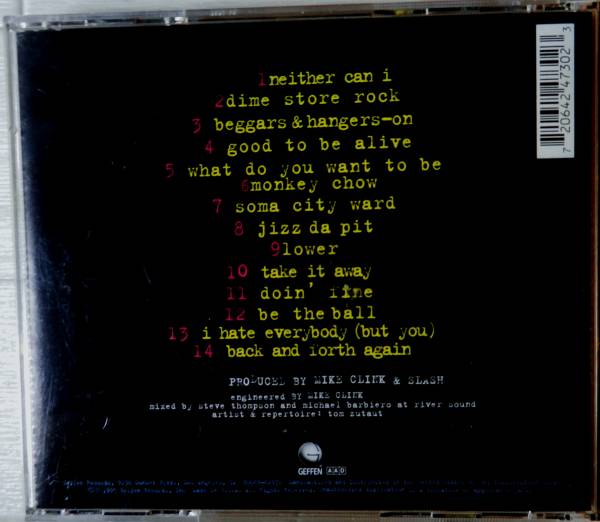 1neither can i
2dime store rock
3 beggars & hangers-on
4 good to be alive
5 what do you want to be
6monkey chow
7 soma city ward
8 jizz da pit
9lower
10 take it away
11 doin' fine
12 be the ball
13 i hate everybody (but you)
14 back and forth again
PRODUCED BY MIKE CLINK & SLASH
engineered BY MIKE CLINK
mixed by steve thompson and michael barbiero at river sound
artist & repertoire: tom zutaut
GEFFEN AAD
7 20642 47302 3